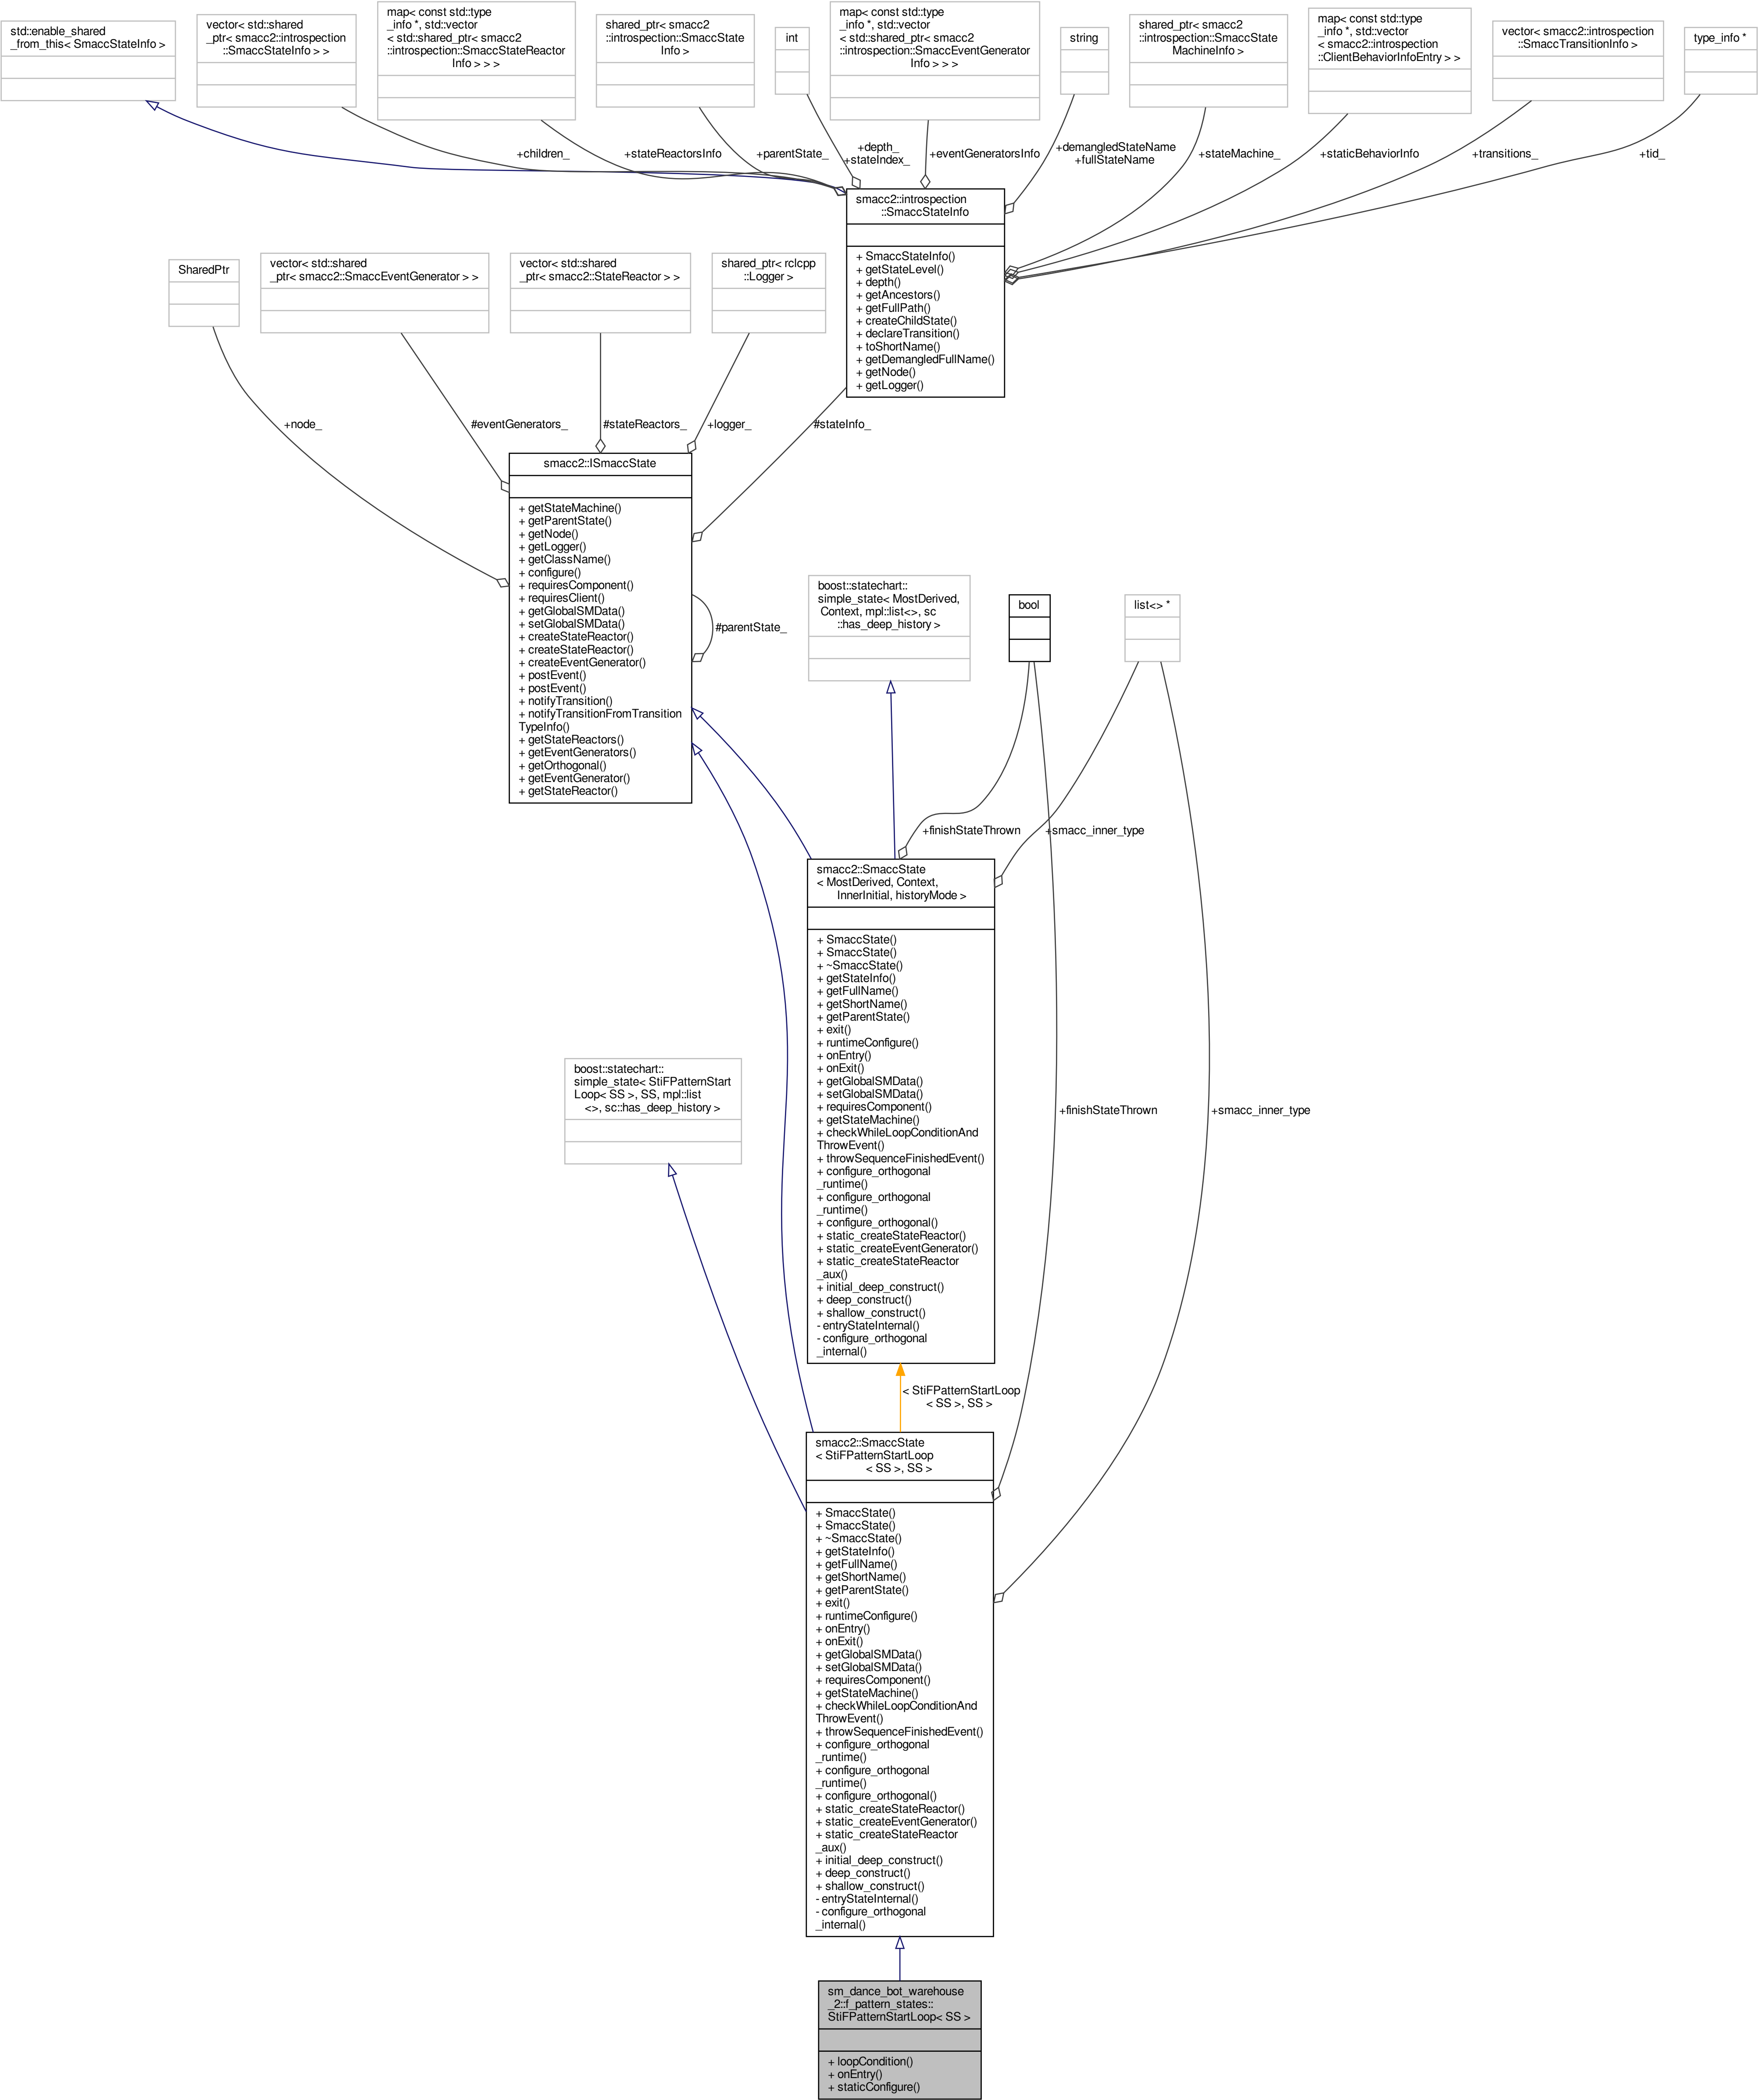 std::enable_shared
_from_this< SmaccStateInfo >
vector< std::shared
_ptr< smacc2::introspection
::SmaccStateInfo > >
map< const std::type
_info *, std::vector
< std::shared_ptr< smacc2
::introspection::SmaccStateReactor
Info > > >
shared_ptr< smacc2
::introspection::SmaccState
Info >
int
map< const std::type
_info *, std::vector
< std::shared_ptr< smacc2
::introspection::SmaccEventGenerator
Info > > >
string
shared_ptr< smacc2
::introspection::SmaccState
MachineInfo >
map< const std::type
_info *, std::vector
< smacc2::introspection
::ClientBehaviorInfoEntry > >
vector< smacc2::introspection
::SmaccTransitionInfo >
type_info *
+children_
+stateReactorsInfo
+parentState_
+depth_
+stateIndex_
+eventGeneratorsInfo
+demangledStateName
+fullStateName
+stateMachine_
+staticBehaviorInfo
+transitions_
+tid_
smacc2::introspection
::SmaccStateInfo
+ SmaccStateInfo()
+ getStateLevel()
+ depth()
+ getAncestors()
+ getFullPath()
+ createChildState()
+ declareTransition()
+ toShortName()
+ getDemangledFullName()
+ getNode()
+ getLogger()
SharedPtr
vector< std::shared
_ptr< smacc2::SmaccEventGenerator > >
vector< std::shared
_ptr< smacc2::StateReactor > >
shared_ptr< rclcpp
::Logger >
+node_
#eventGenerators_
#stateReactors_
+logger_
#stateInfo_
smacc2::ISmaccState
+ getStateMachine()
+ getParentState()
+ getNode()
+ getLogger()
+ getClassName()
+ configure()
+ requiresComponent()
+ requiresClient()
+ getGlobalSMData()
+ setGlobalSMData()
+ createStateReactor()
+ createStateReactor()
+ createEventGenerator()
+ postEvent()
+ postEvent()
+ notifyTransition()
+ notifyTransitionFromTransition
TypeInfo()
+ getStateReactors()
+ getEventGenerators()
+ getOrthogonal()
+ getEventGenerator()
+ getStateReactor()
#parentState_
boost::statechart::
simple_state< MostDerived,
Context, mpl::list<>, sc
::has_deep_history >
bool
list<> *
+finishStateThrown
+smacc_inner_type
smacc2::SmaccState
< MostDerived, Context,
InnerInitial, historyMode >
+ SmaccState()
+ SmaccState()
+ ~SmaccState()
+ getStateInfo()
+ getFullName()
+ getShortName()
+ getParentState()
+ exit()
+ runtimeConfigure()
+ onEntry()
+ onExit()
+ getGlobalSMData()
+ setGlobalSMData()
+ requiresComponent()
+ getStateMachine()
+ checkWhileLoopConditionAnd
ThrowEvent()
+ throwSequenceFinishedEvent()
+ configure_orthogonal
_runtime()
+ configure_orthogonal
_runtime()
+ configure_orthogonal()
+ static_createStateReactor()
+ static_createEventGenerator()
+ static_createStateReactor
_aux()
+ initial_deep_construct()
+ deep_construct()
+ shallow_construct()
- entryStateInternal()
- configure_orthogonal
_internal()
boost::statechart::
simple_state< StiFPatternStart
Loop< SS >, SS, mpl::list
<>, sc::has_deep_history >
+finishStateThrown
+smacc_inner_type
< StiFPatternStartLoop
< SS >, SS >
smacc2::SmaccState
< StiFPatternStartLoop
< SS >, SS >
+ SmaccState()
+ SmaccState()
+ ~SmaccState()
+ getStateInfo()
+ getFullName()
+ getShortName()
+ getParentState()
+ exit()
+ runtimeConfigure()
+ onEntry()
+ onExit()
+ getGlobalSMData()
+ setGlobalSMData()
+ requiresComponent()
+ getStateMachine()
+ checkWhileLoopConditionAnd
ThrowEvent()
+ throwSequenceFinishedEvent()
+ configure_orthogonal
_runtime()
+ configure_orthogonal
_runtime()
+ configure_orthogonal()
+ static_createStateReactor()
+ static_createEventGenerator()
+ static_createStateReactor
_aux()
+ initial_deep_construct()
+ deep_construct()
+ shallow_construct()
- entryStateInternal()
- configure_orthogonal
_internal()
sm_dance_bot_warehouse
_2::f_pattern_states::
StiFPatternStartLoop< SS >
+ loopCondition()
+ onEntry()
+ staticConfigure()